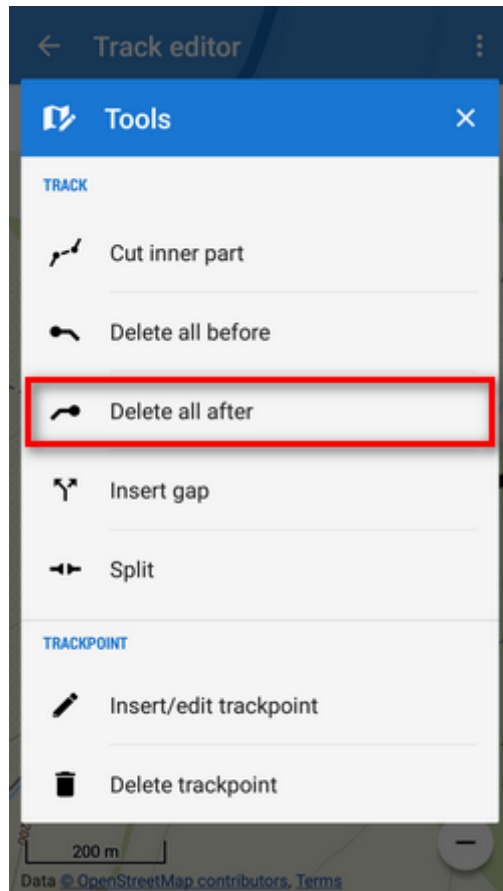 Track editor
Tools
TRACK
Cut inner part
Delete all before
Delete all after
Insert gap
Split
TRACKPOINT
Insert/edit trackpoint
Delete trackpoint
200
200 m
Data © OpenStreetMap contributors, Terms